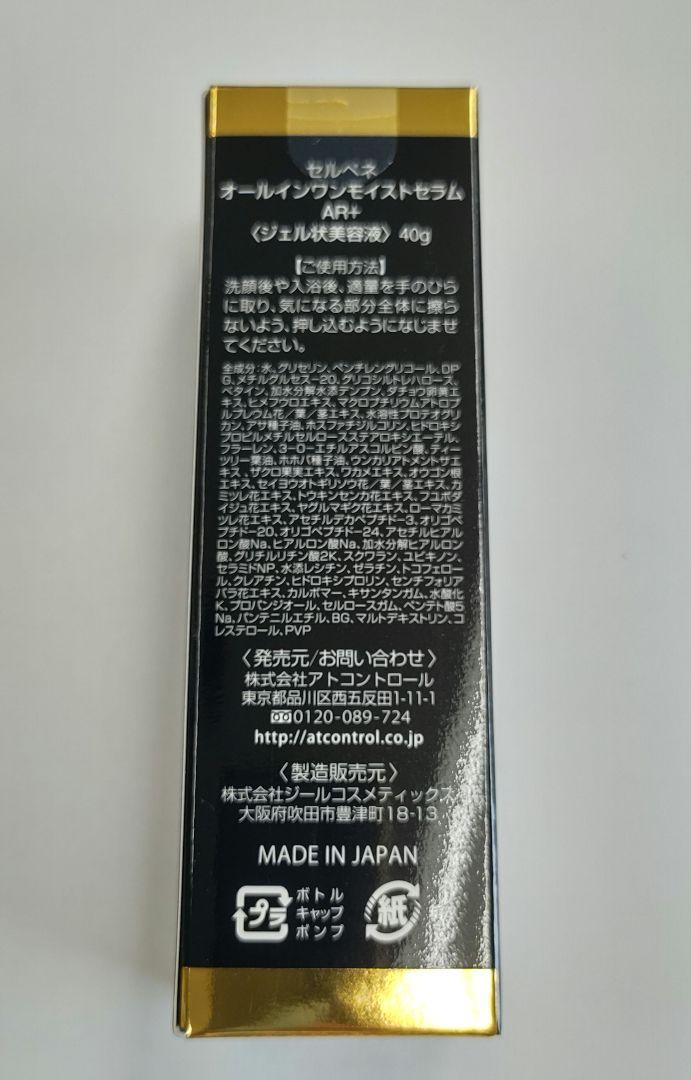 セルベネ
オールインワンモイストセラム
AR+
〈ジェル状美容液〉 40g
【ご使用方法】
洗顔後や入浴後、適量を手のひら
に取り、気になる部分全体に擦ら
ないよう、押し込むようになじませ
てください。
全成分:水、グリセリン、ペンチレングリコール、DP
G、メチルグルセス-20、グリコシルトレハロース、
ベタイン、加水分解水添デンプン、ダチョウ卵黄エ
キス、ヒメフウロエキス、マクロプチリウムアトロプ
ルプレウム花/葉/茎エキス、水溶性プロテオグリ
カン、アサ種子油、ホスファチジルコリン、ヒドロキシ
プロピルメチルセルロースステアロキシエーテル、
フラーレン、3-O-エチルアスコルビン酸、ティー
ツリー葉油、ホホバ種子油、ウンカリアトメントサエ
キス、ザクロ果実エキス、ワカメエキス、オウゴン根
エキス、セイヨウオトギリソウ花/葉/茎エキス、カ
ミツレ花エキス、トウキンセンカ花エキス、フユボダ
イジュ花エキス、ヤグルマギク花エキス、ローマカミ
ツレ花エキス、アセチルデカペプチド-3、オリゴペ
プチド-20、オリゴペプチド-24、アセチルヒアル
ロン酸Na、ヒアルロン酸Na、加水分解ヒアルロン
酸、グリチルリチン酸2K、スクワラン、ユビキノン、
セラミドNP、水添レシチン、ゼラチン、トコフェロー
ル、クレアチン、ヒドロキシプロリン、センチフォリア
バラ花エキス、カルボマー、キサンタンガム、水酸化
K、プロパンジオール、セルロースガム、ペンテト酸5
Na、パンテニルエチル、BG、マルトデキストリン、コ
レステロール、PVP
〈発売元/お問い合わせ〉
株式会社アトコントロール
東京都品川区西五反田1-11-1
0120-089-724
http://atcontrol.co.jp
〈製造販売元〉
株式会社ジールコスメティックス
大阪府吹田市豊津町18-13
MADE IN JAPAN
プラ
ボトル
キャップ
ポンプ
紙